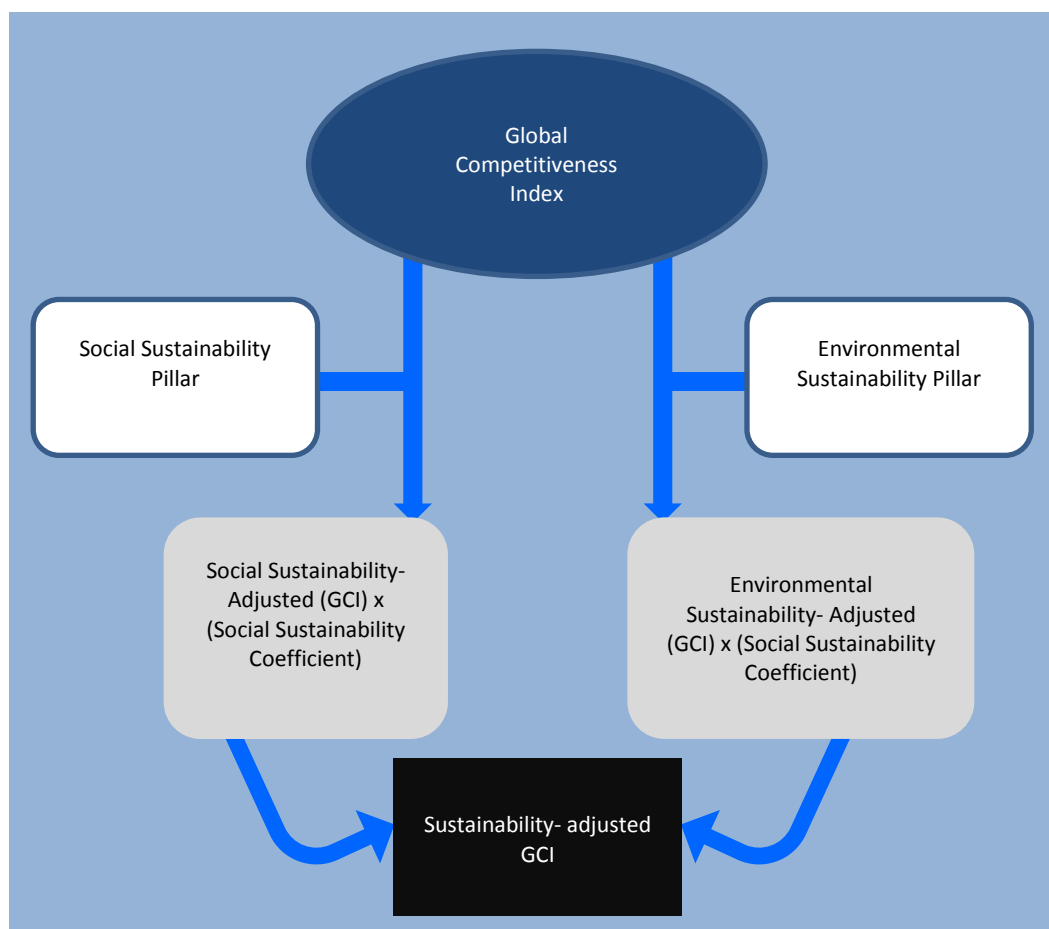 Global
Competitiveness
Index
Social Sustainability
Pillar
Environmental
Sustainability Pillar
Social Sustainability-
Adjusted (GCI) x
(Social Sustainability
Coefficient)
Environmental
Sustainability- Adjusted
(GCI) x (Social Sustainability
Coefficient)
Sustainability- adjusted
GCI